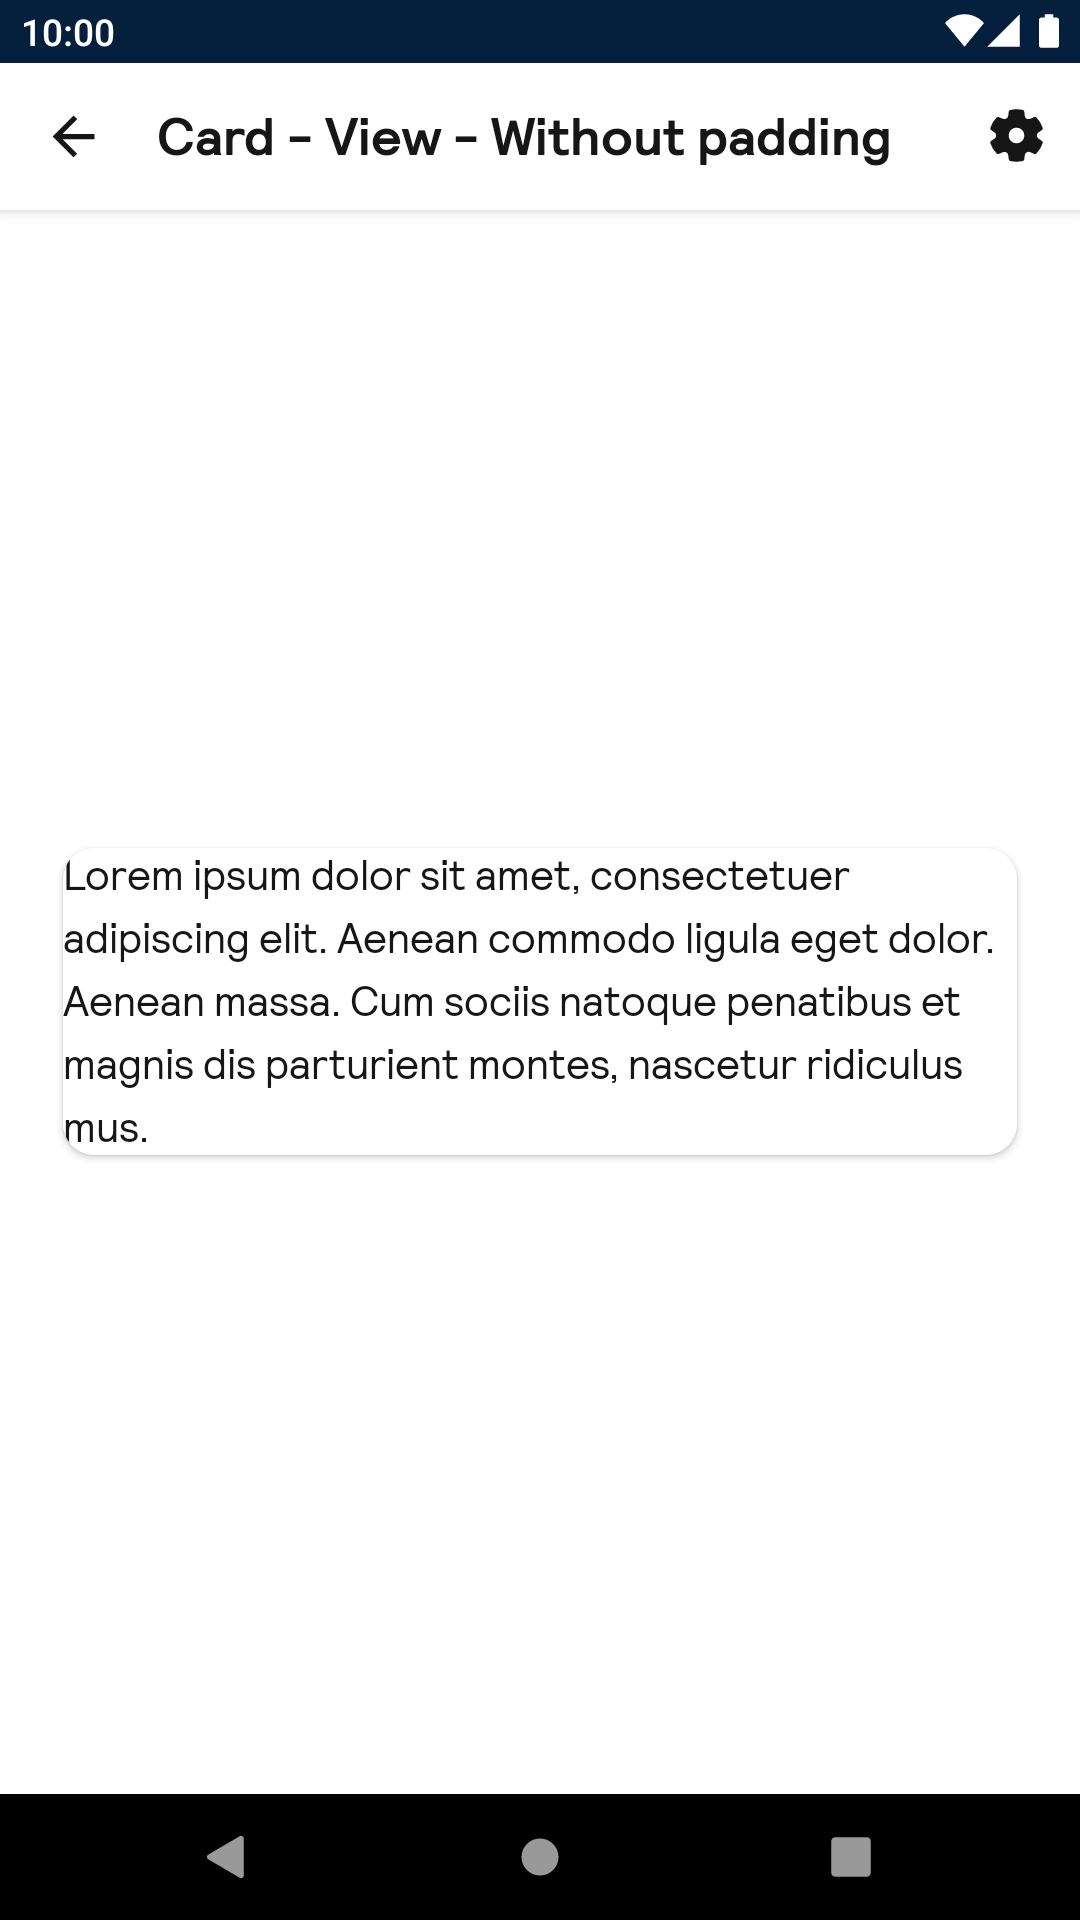 10:00
Card - View - Without padding
Lorem ipsum dolor sit amet, consectetuer
adipiscing elit. Aenean commodo ligula eget dolor.
Aenean massa. Cum sociis natoque penatibus et
magnis dis parturient montes, nascetur ridiculus
mus.